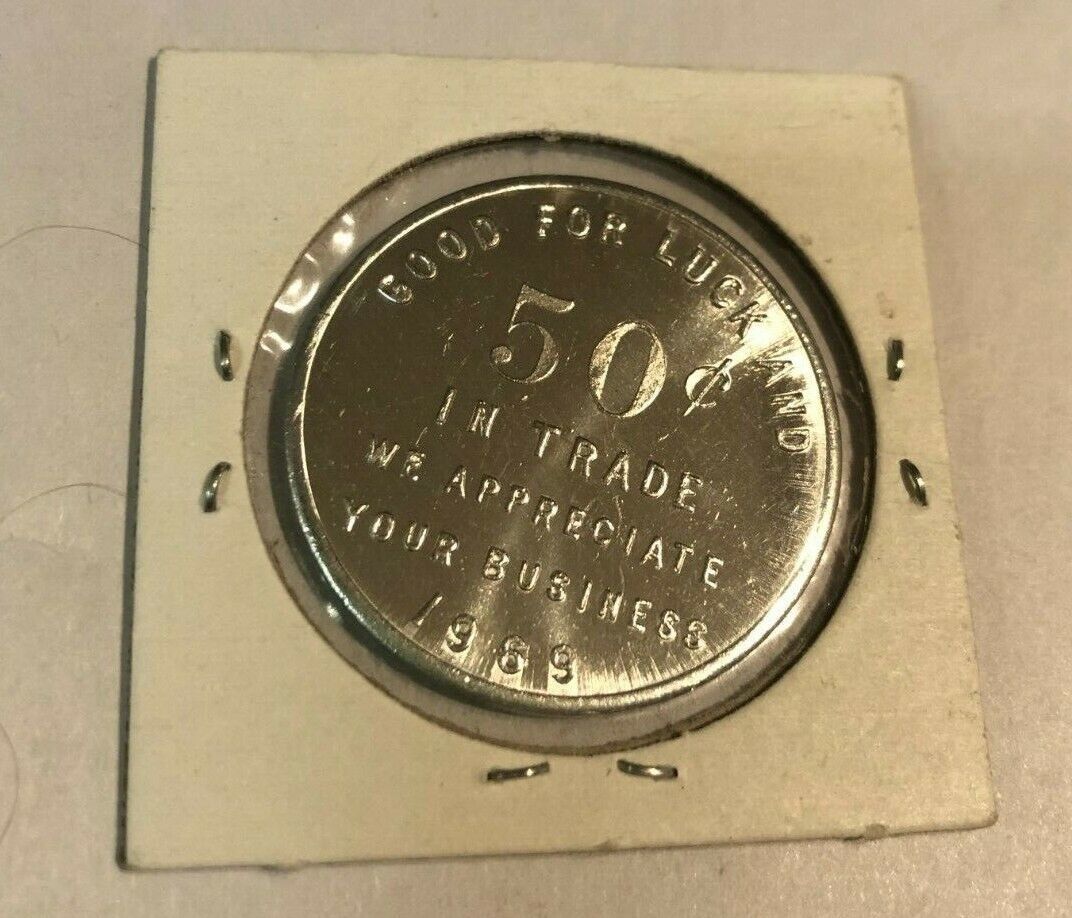 GOOD FOR LUCK AND
50¢
IN TRADE
WE APPRECIATE
YOUR BUSINESS
1969